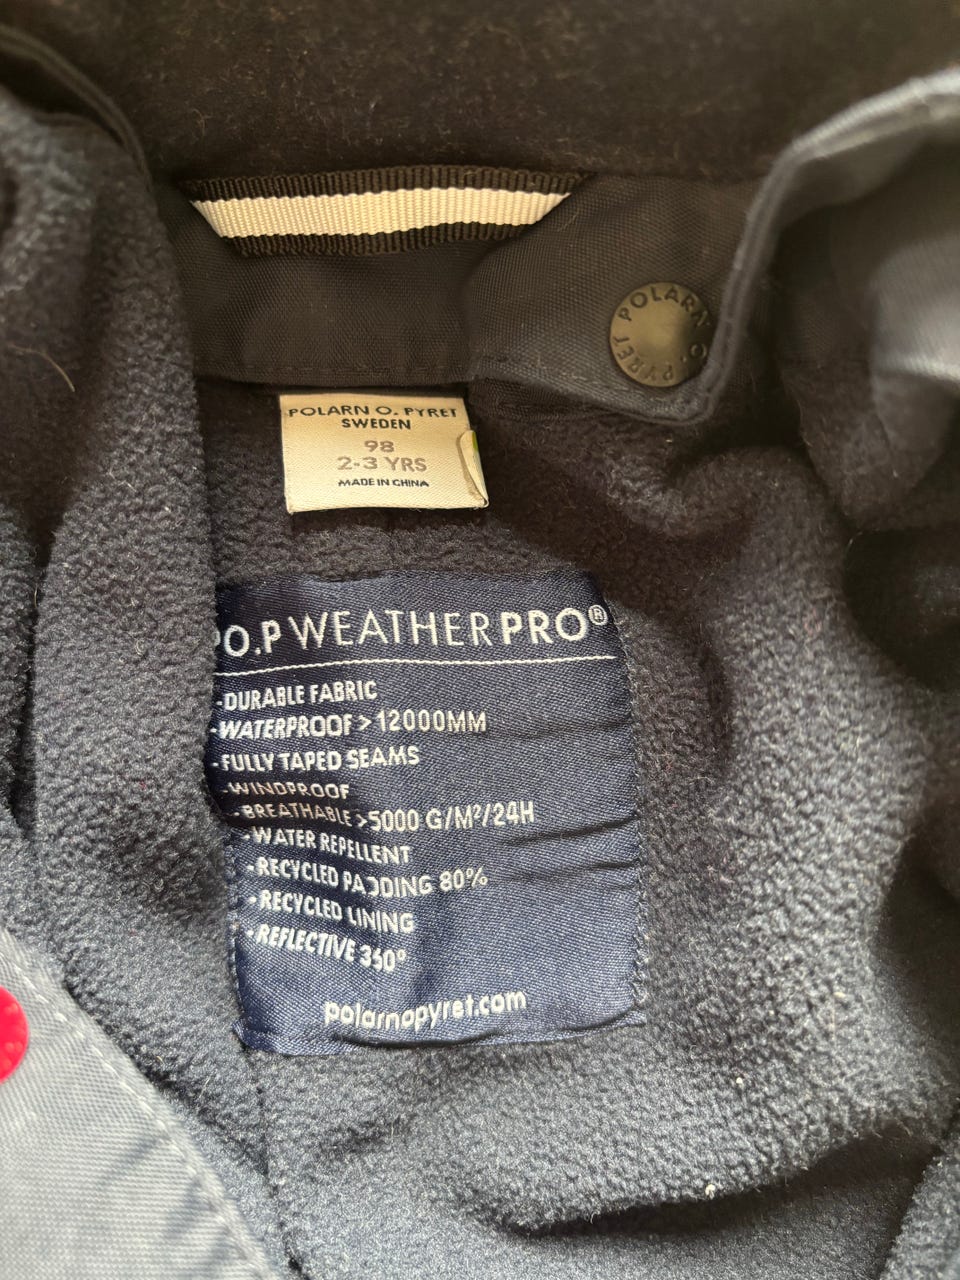 POLARN O. PYRET
POLARN O. PYRET
SWEDEN
98
2-3 YRS
MADE IN CHINA
PO.P WEATHERPRO®
-DURABLE FABRIC
-WATERPROOF > 12000MM
-FULLY TAPED SEAMS
-WINDPROOF
-BREATHABLE >5000 G/M²/24H
-WATER REPELLENT
-RECYCLED PADDING 80%
-RECYCLED LINING
-REFLECTIVE 360°
polarnopyret.com